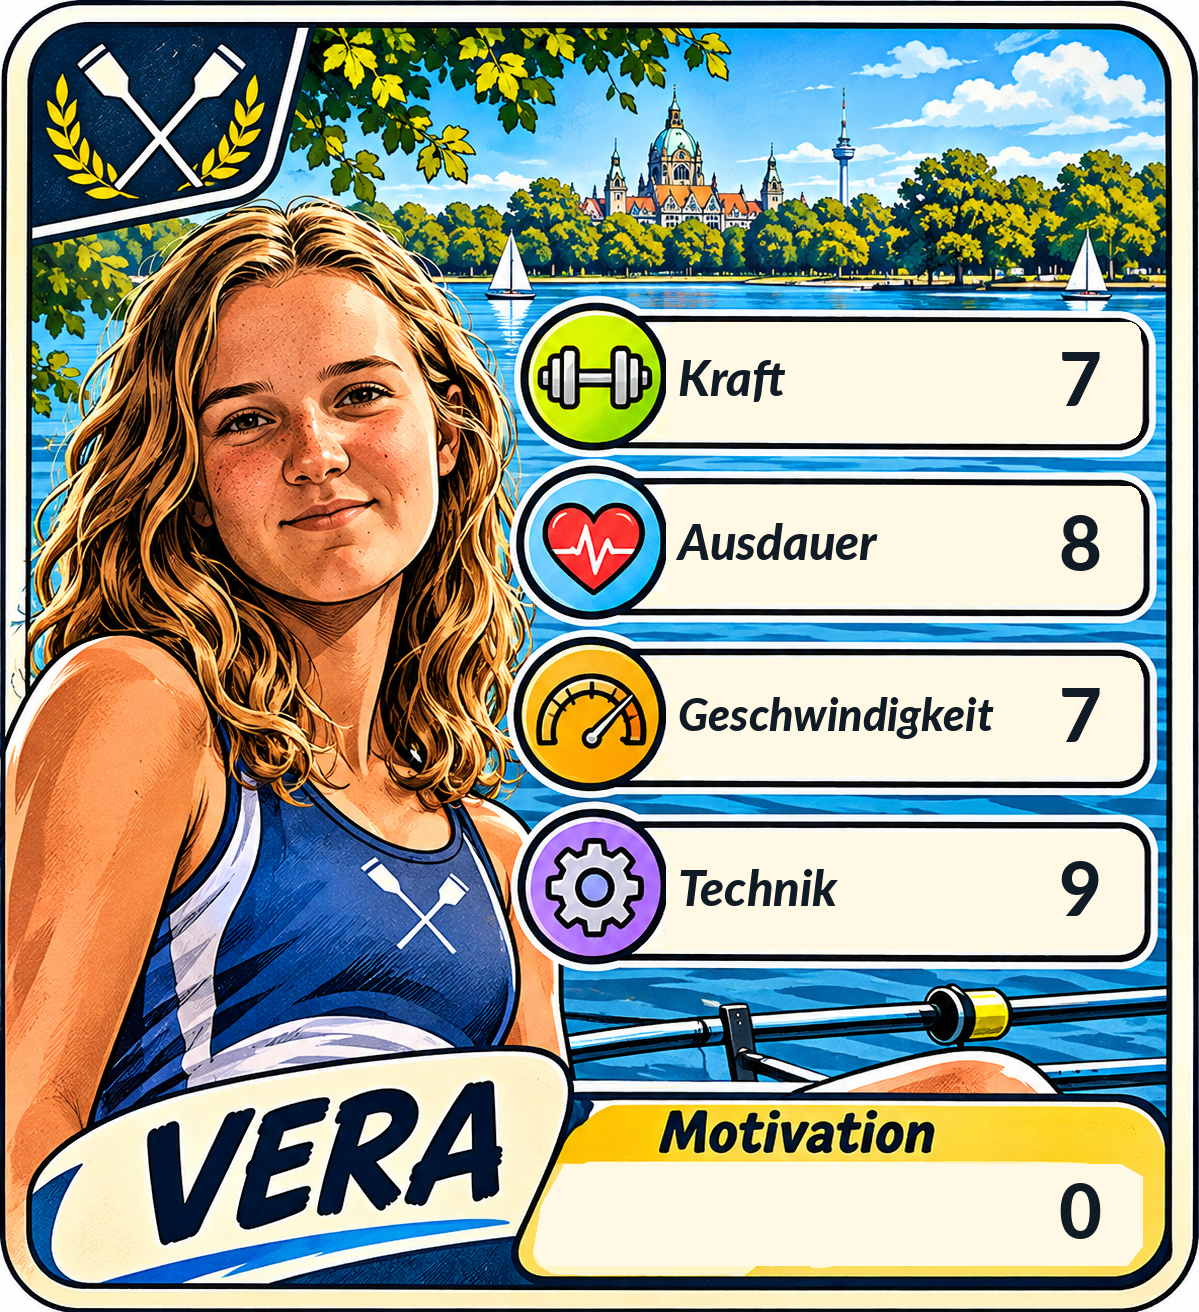 Kraft 7
Ausdauer 8
Geschwindigkeit 7
Technik 9
VERA
Motivation
0